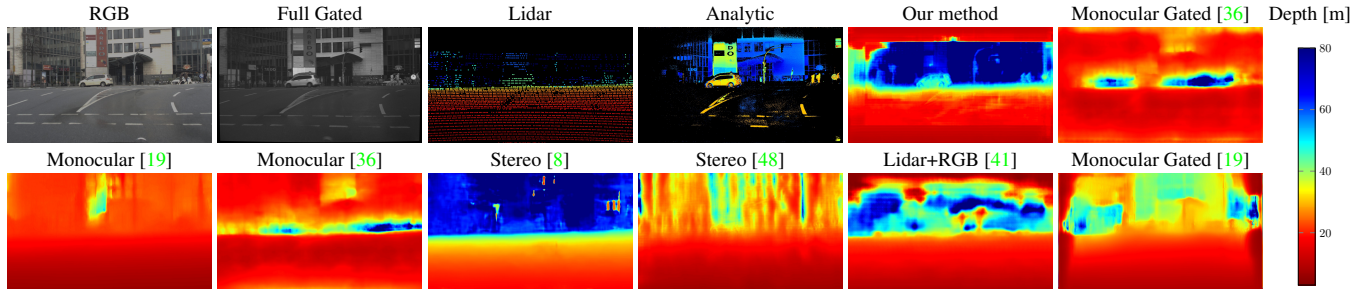 RGB Full Gated Lidar Analytic Our method Monocular Gated [36] Depth [m]
80
60
40
20
Monocular [19] Monocular [36] Stereo [8] Stereo [48] Lidar+RGB [41] Monocular Gated [19]